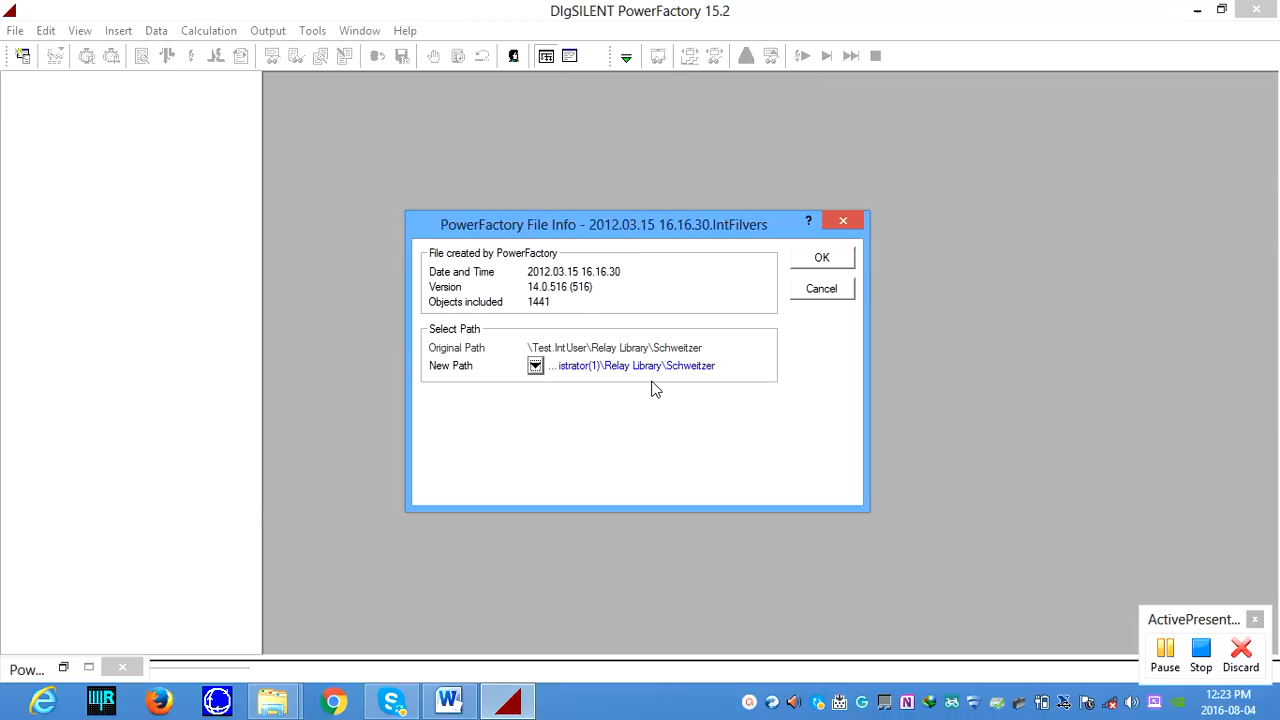 DIgSILENT PowerFactory 15.2
File Edit View Insert Data Calculation Output Tools Window Help
PowerFactory File Info - 2012.03.15 16.16.30.IntFilvers
?
File created by PowerFactory
OK
Date and Time 2012.03.15 16.16.30
Version 14.0.516 (516)
Cancel
Objects included 1441
Select Path
Original Path \Test.IntUser\Relay Library\Schweitzer
New Path ... istrator(1)\Relay Library\Schweitzer
ActivePresent...
Pause Stop Discard
Pow...
12:23 PM
2016-08-04